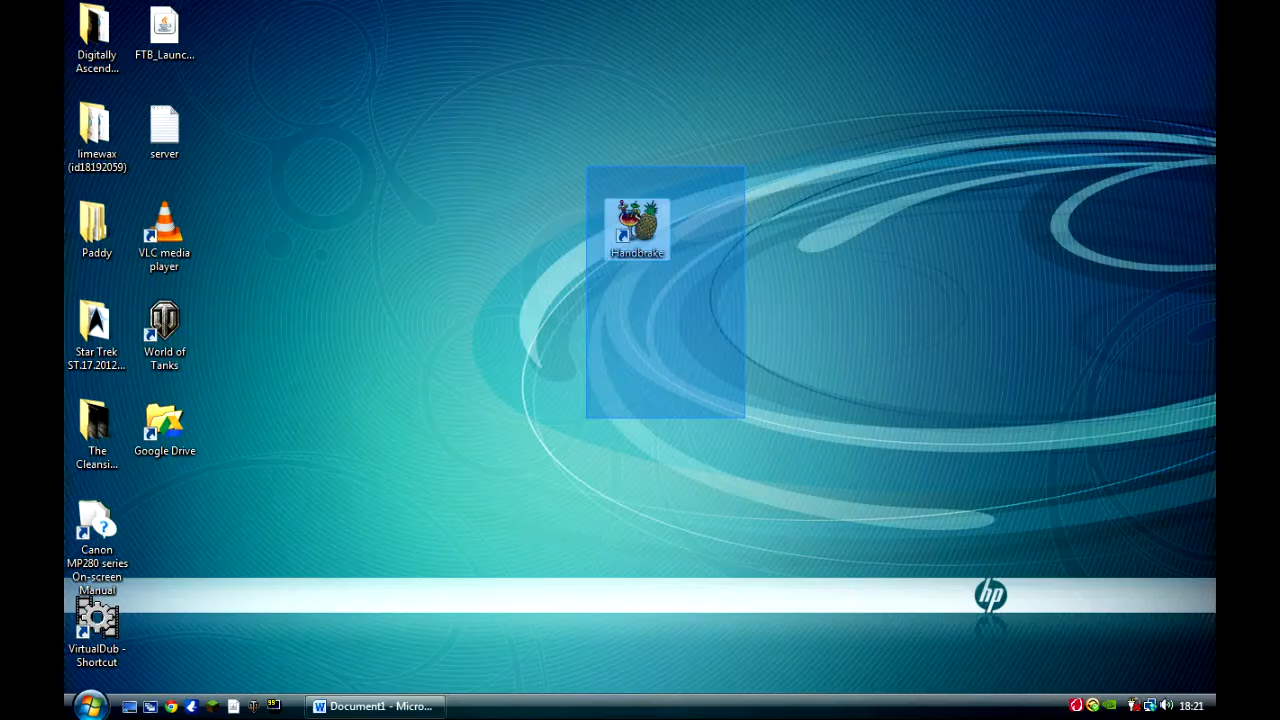 Digitally
Ascend...
FTB_Launc...
limewax
(id18192059)
server
Paddy
VLC media
player
Handbrake
Star Trek
ST.17.2012...
World of
Tanks
The
Cleansi...
Google Drive
Canon
MP280 series
On-screen
Manual
VirtualDub -
Shortcut
hp
99
Document1 - Micro...
18:21